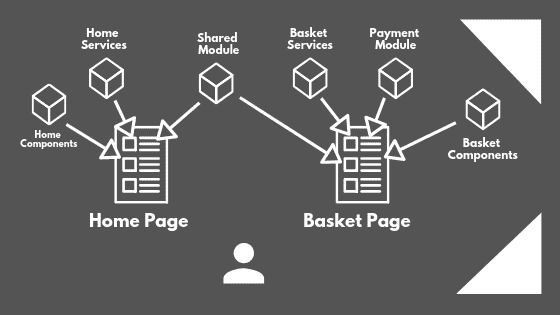 Home
Services
Shared
Module
Basket
Services
Payment
Module
Home
Components
Basket
Components
Home Page
Basket Page